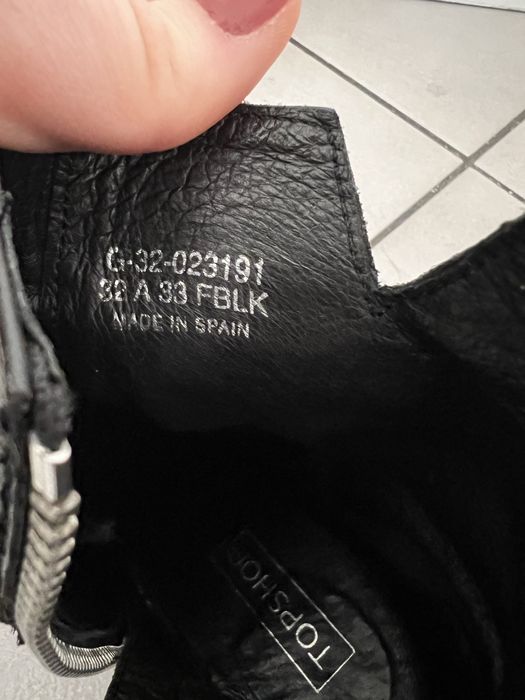 G-32-023191
32 A 33 FBLK
MADE IN SPAIN
TOPSHOP